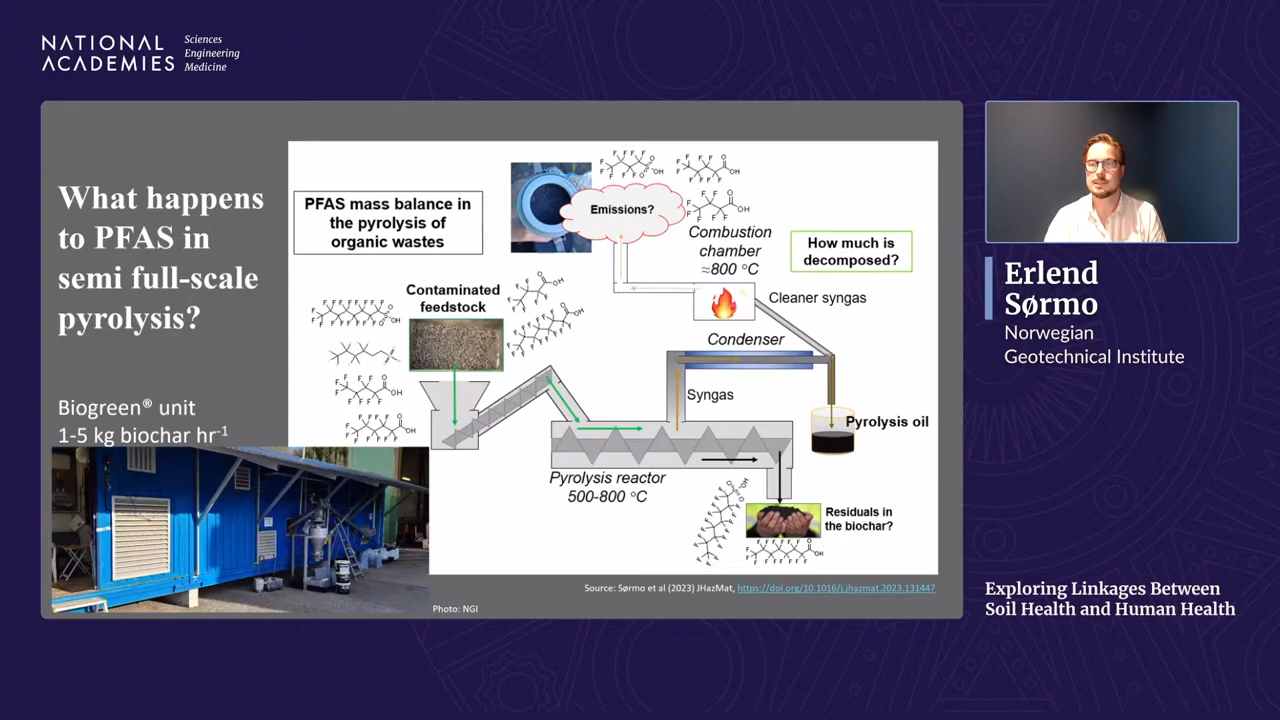 NATIONAL
ACADEMIES
Sciences
Engineering
Medicine
What happens
to PFAS in
semi full-scale
pyrolysis?
Biogreen® unit
1-5 kg biochar hr-1
PFAS mass balance in
the pyrolysis of
organic wastes
Contaminated
feedstock
Emissions?
Combustion
chamber
≈800 °C
How much is
decomposed?
Cleaner syngas
Condenser
Syngas
Pyrolysis oil
Pyrolysis reactor
500-800 °C
Residuals in
the biochar?
Source: Sørmo et al (2023) JHazMat, https://doi.org/10.1016/j.jhazmat.2023.131447
Photo: NGI
Erlend
Sørmo
Norwegian
Geotechnical Institute
Exploring Linkages Between
Soil Health and Human Health